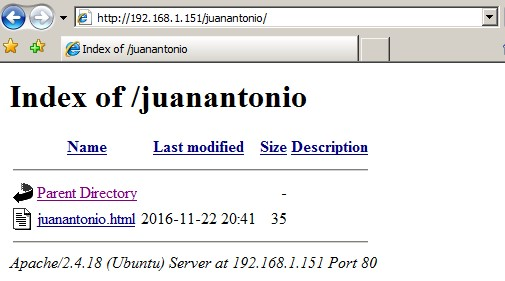 http://192.168.1.151/juanantonio/
Index of /juanantonio
Index of /juanantonio
Name Last modified Size Description
Parent Directory -
juanantonio.html 2016-11-22 20:41 35
Apache/2.4.18 (Ubuntu) Server at 192.168.1.151 Port 80